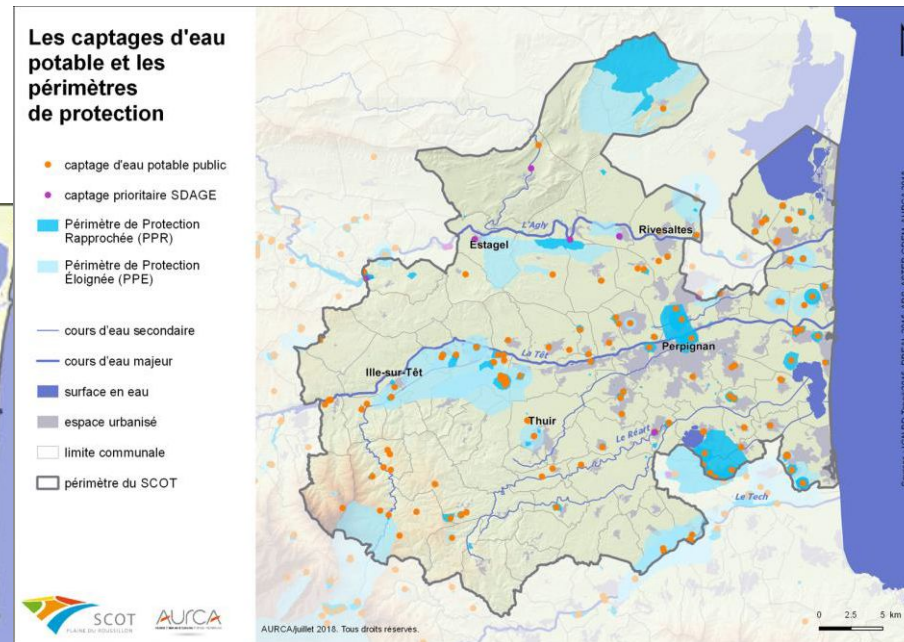 Les captages d'eau
potable et les
périmètres
de protection
captage d'eau potable public
captage prioritaire SDAGE
Périmètre de Protection
Rapprochée (PPR)
Périmètre de Protection
Éloignée (PPE)
cours d'eau secondaire
cours d'eau majeur
surface en eau
espace urbanisé
limite communale
périmètre du SCOT
SCOT
PLAINE DU ROUSSILLON
AURCA
L'Agly
Rivesaltes
Estagel
Perpignan
La Têt
Ille-sur-Têt
Thuir
Le Réart
Le Tech
0 2.5 5 km
AURCA/juillet 2018. Tous droits réservés.